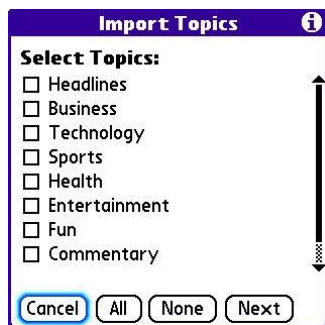 Import Topics i
Select Topics:
Headlines
Business
Technology
Sports
Health
Entertainment
Fun
Commentary
Cancel All None Next